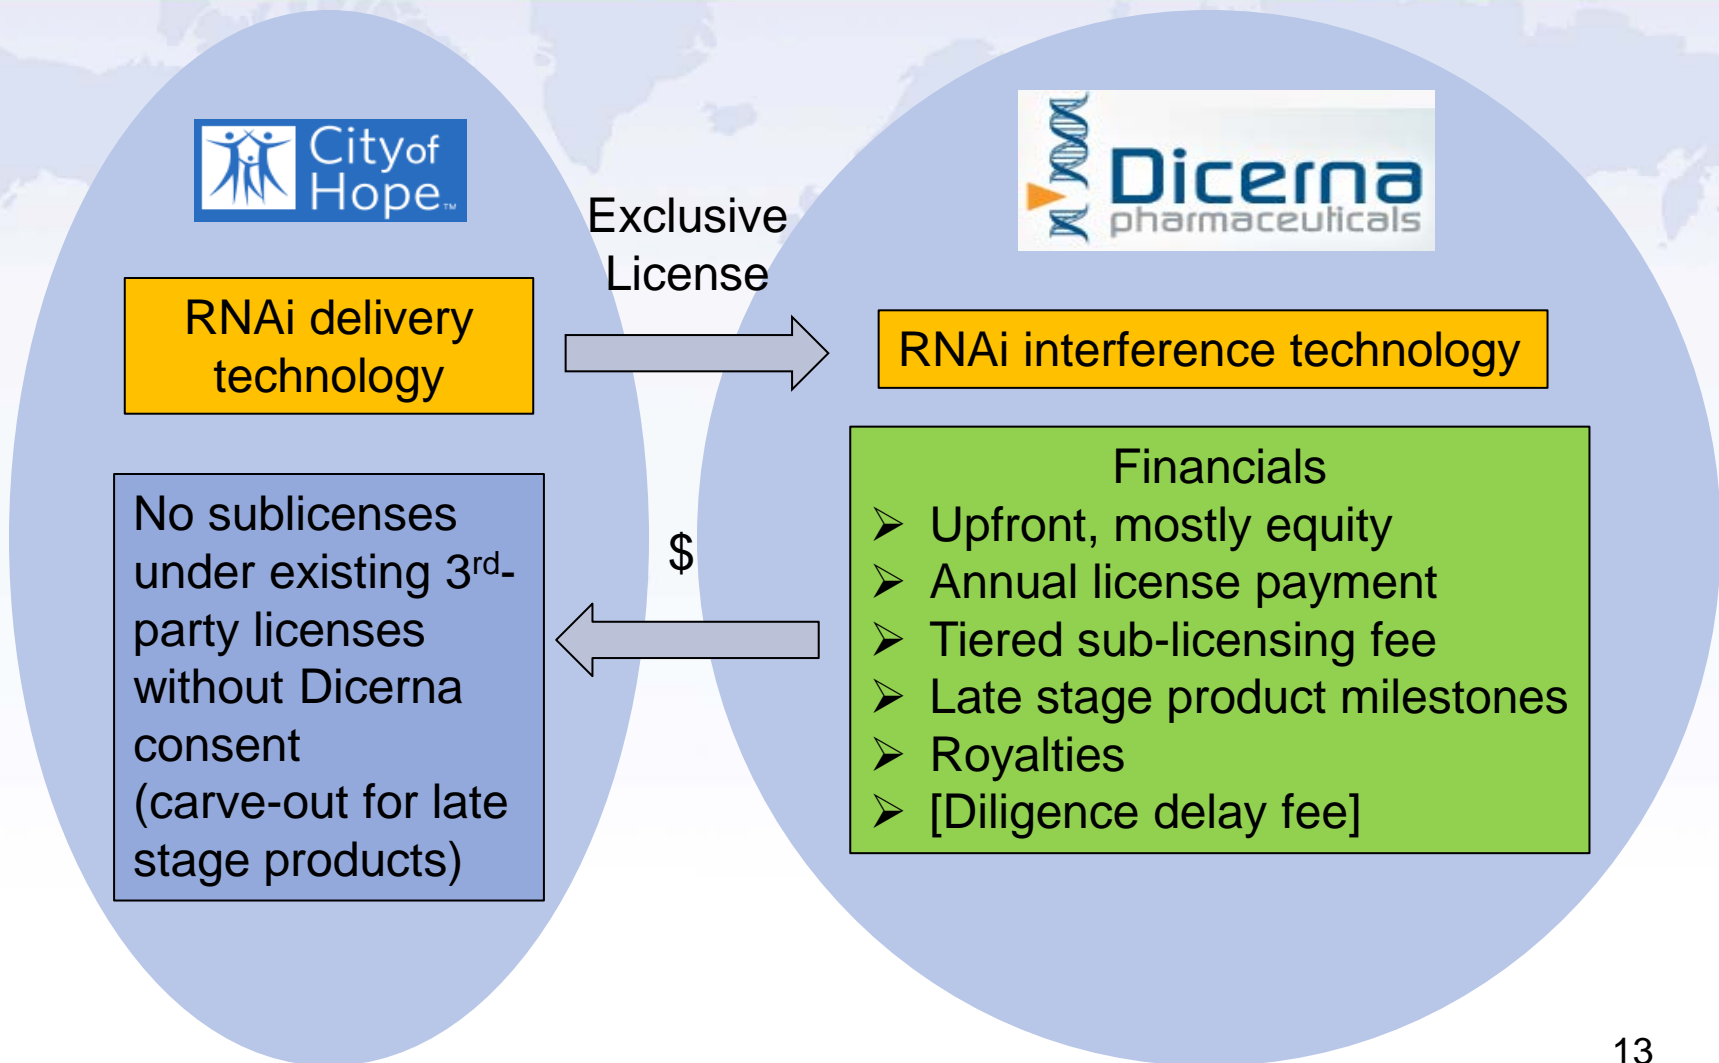 City of
Hope™
Dicerna
pharmaceuticals
Exclusive
License
RNAi delivery
technology
RNAi interference technology
No sublicenses
under existing 3rd-
party licenses
without Dicerna
consent
(carve-out for late
stage products)
$
Financials
➢ Upfront, mostly equity
➢ Annual license payment
➢ Tiered sub-licensing fee
➢ Late stage product milestones
➢ Royalties
➢ [Diligence delay fee]
13